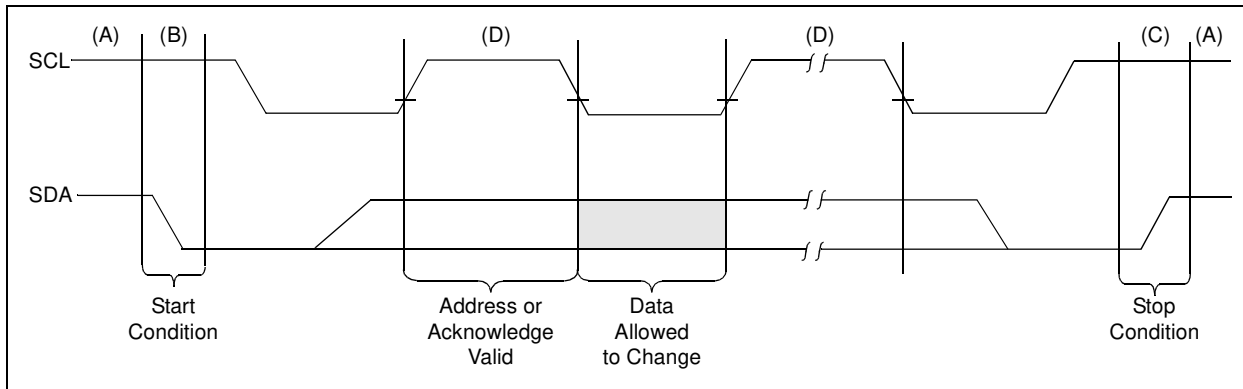 (A) (B) (D) (D) (C) (A)
SCL
SDA
Start
Condition
Address or
Acknowledge
Valid
Data
Allowed
to Change
Stop
Condition